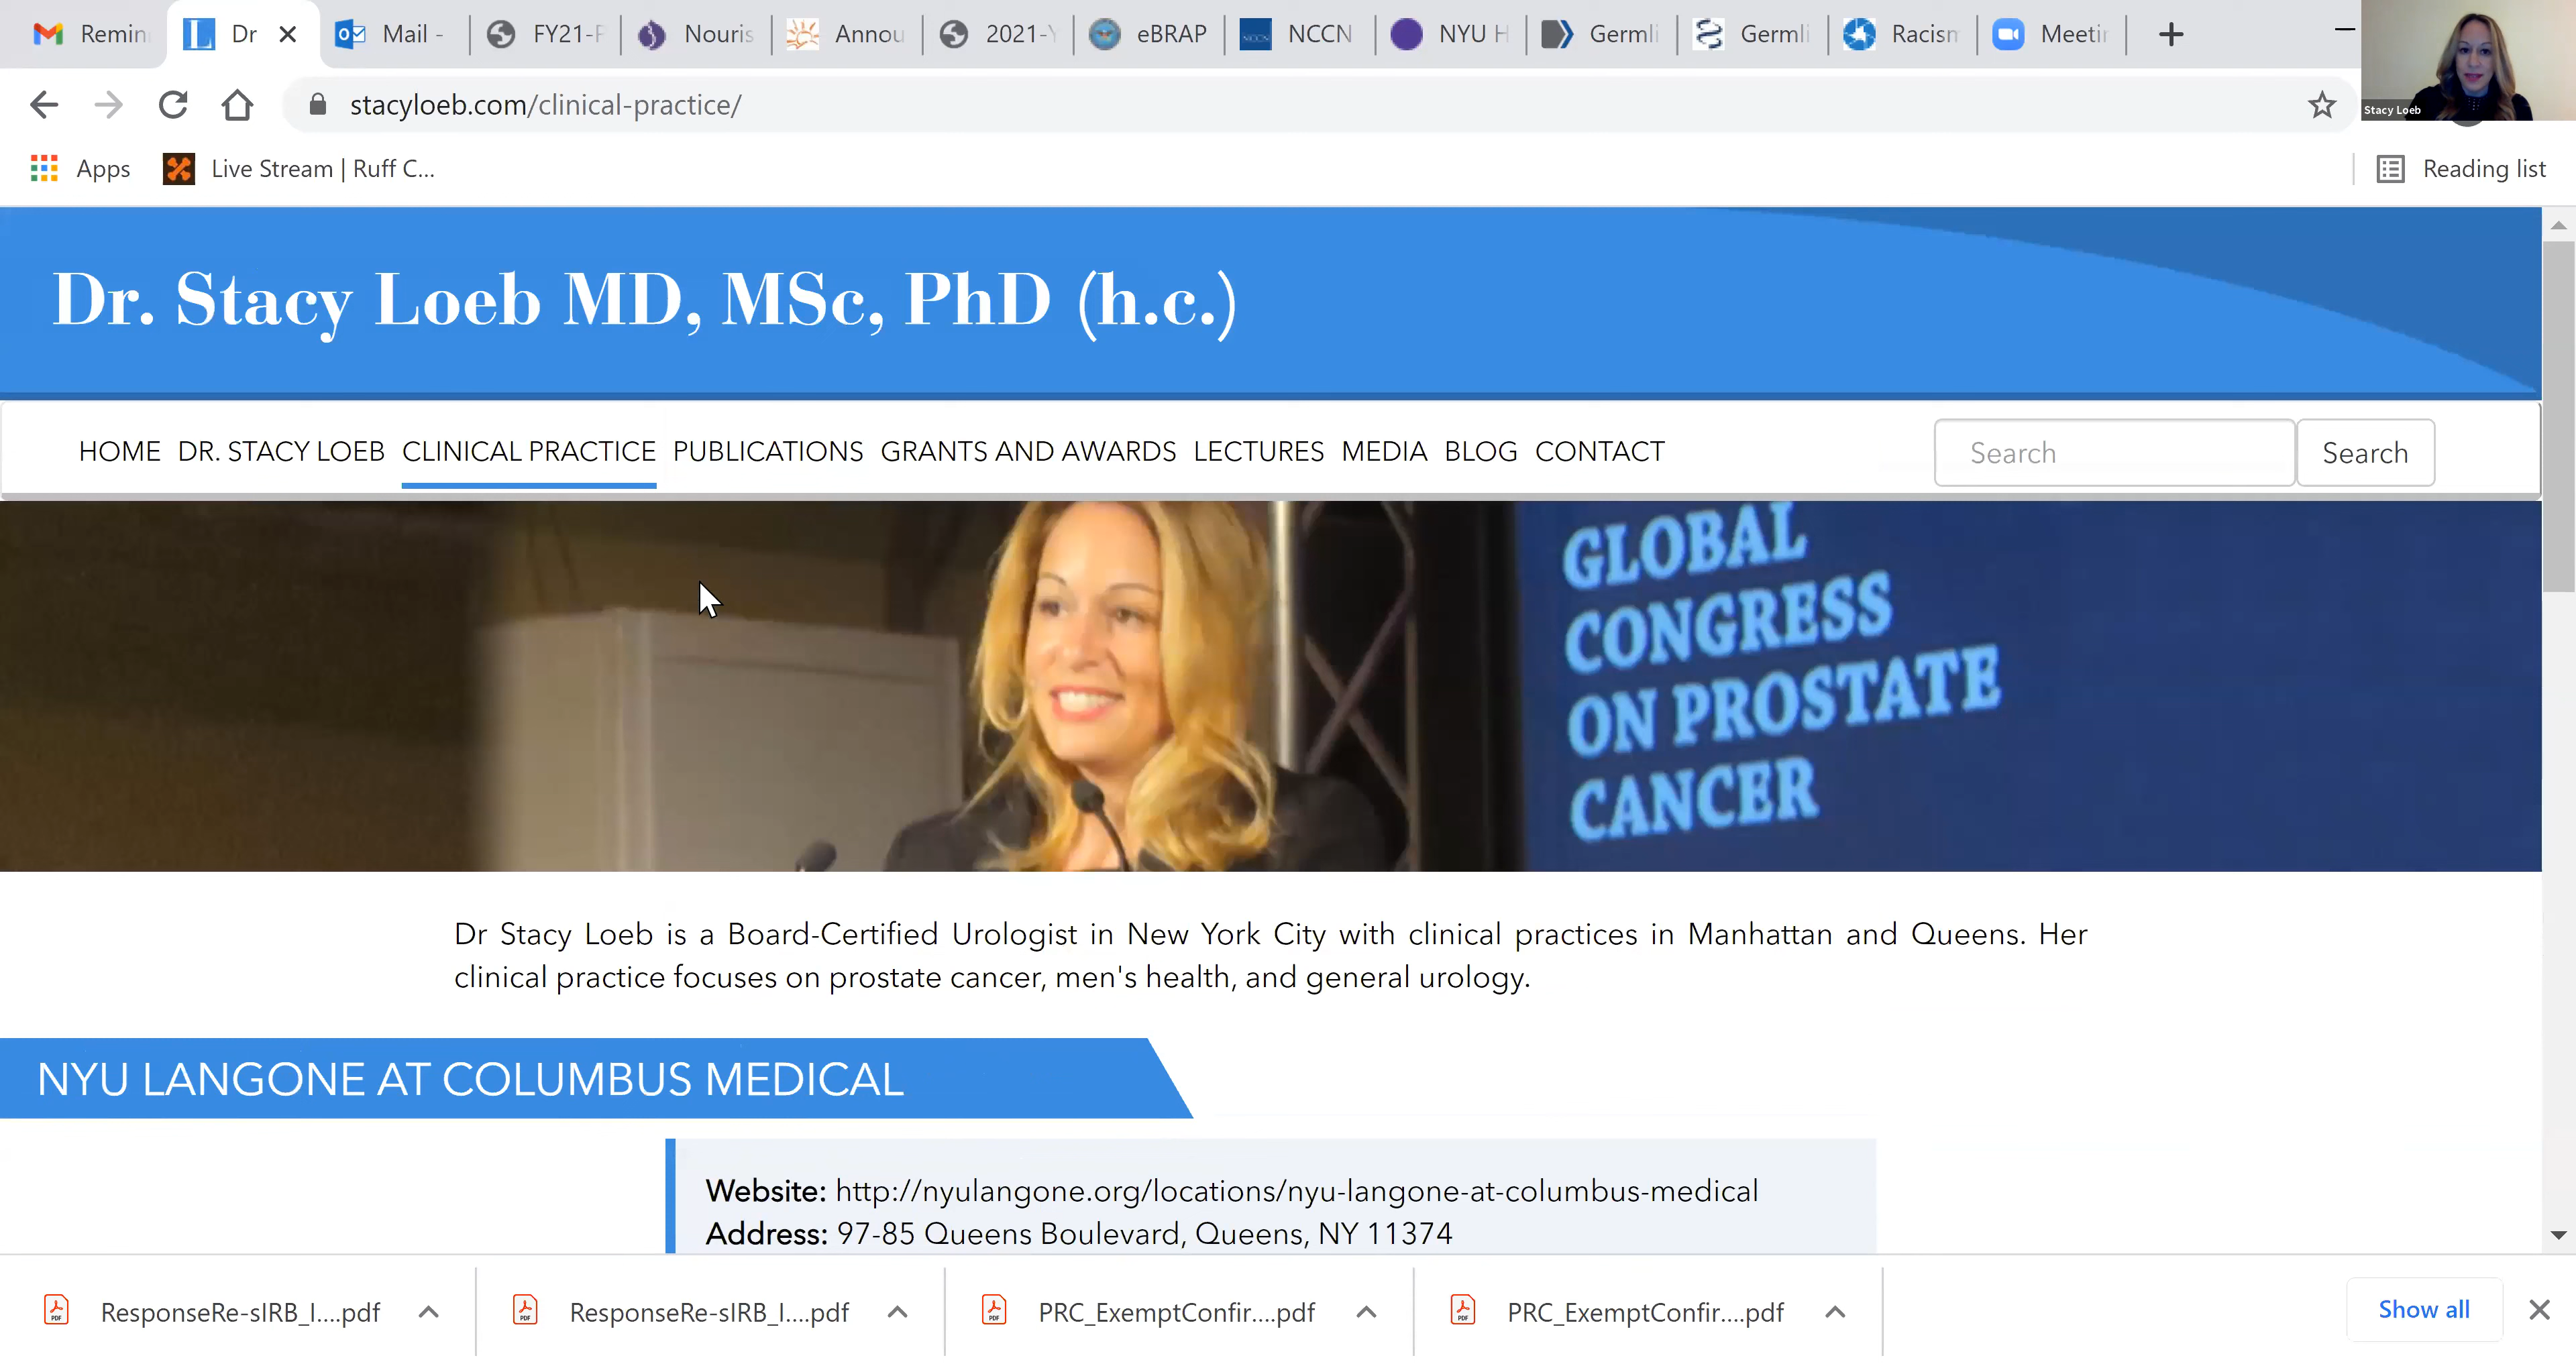 Remin
Dr
Mail -
FY21-P
Nouris
Annou
2021-Y
eBRAP
NCCN
NYU H
Germli
Germli
Racism
Meetin
Stacy Loeb
stacyloeb.com/clinical-practice/
Apps
Live Stream | Ruff C...
Reading list
Dr. Stacy Loeb MD, MSc, PhD (h.c.)
HOME DR. STACY LOEB CLINICAL PRACTICE PUBLICATIONS GRANTS AND AWARDS LECTURES MEDIA BLOG CONTACT
Search
Search
GLOBAL
CONGRESS
ON PROSTATE
CANCER
Dr Stacy Loeb is a Board-Certified Urologist in New York City with clinical practices in Manhattan and Queens. Her
clinical practice focuses on prostate cancer, men's health, and general urology.
NYU LANGONE AT COLUMBUS MEDICAL
Website: http://nyulangone.org/locations/nyu-langone-at-columbus-medical
Address: 97-85 Queens Boulevard, Queens, NY 11374
ResponseRe-sIRB_I....pdf
ResponseRe-sIRB_I....pdf
PRC_ExemptConfir....pdf
PRC_ExemptConfir....pdf
Show all